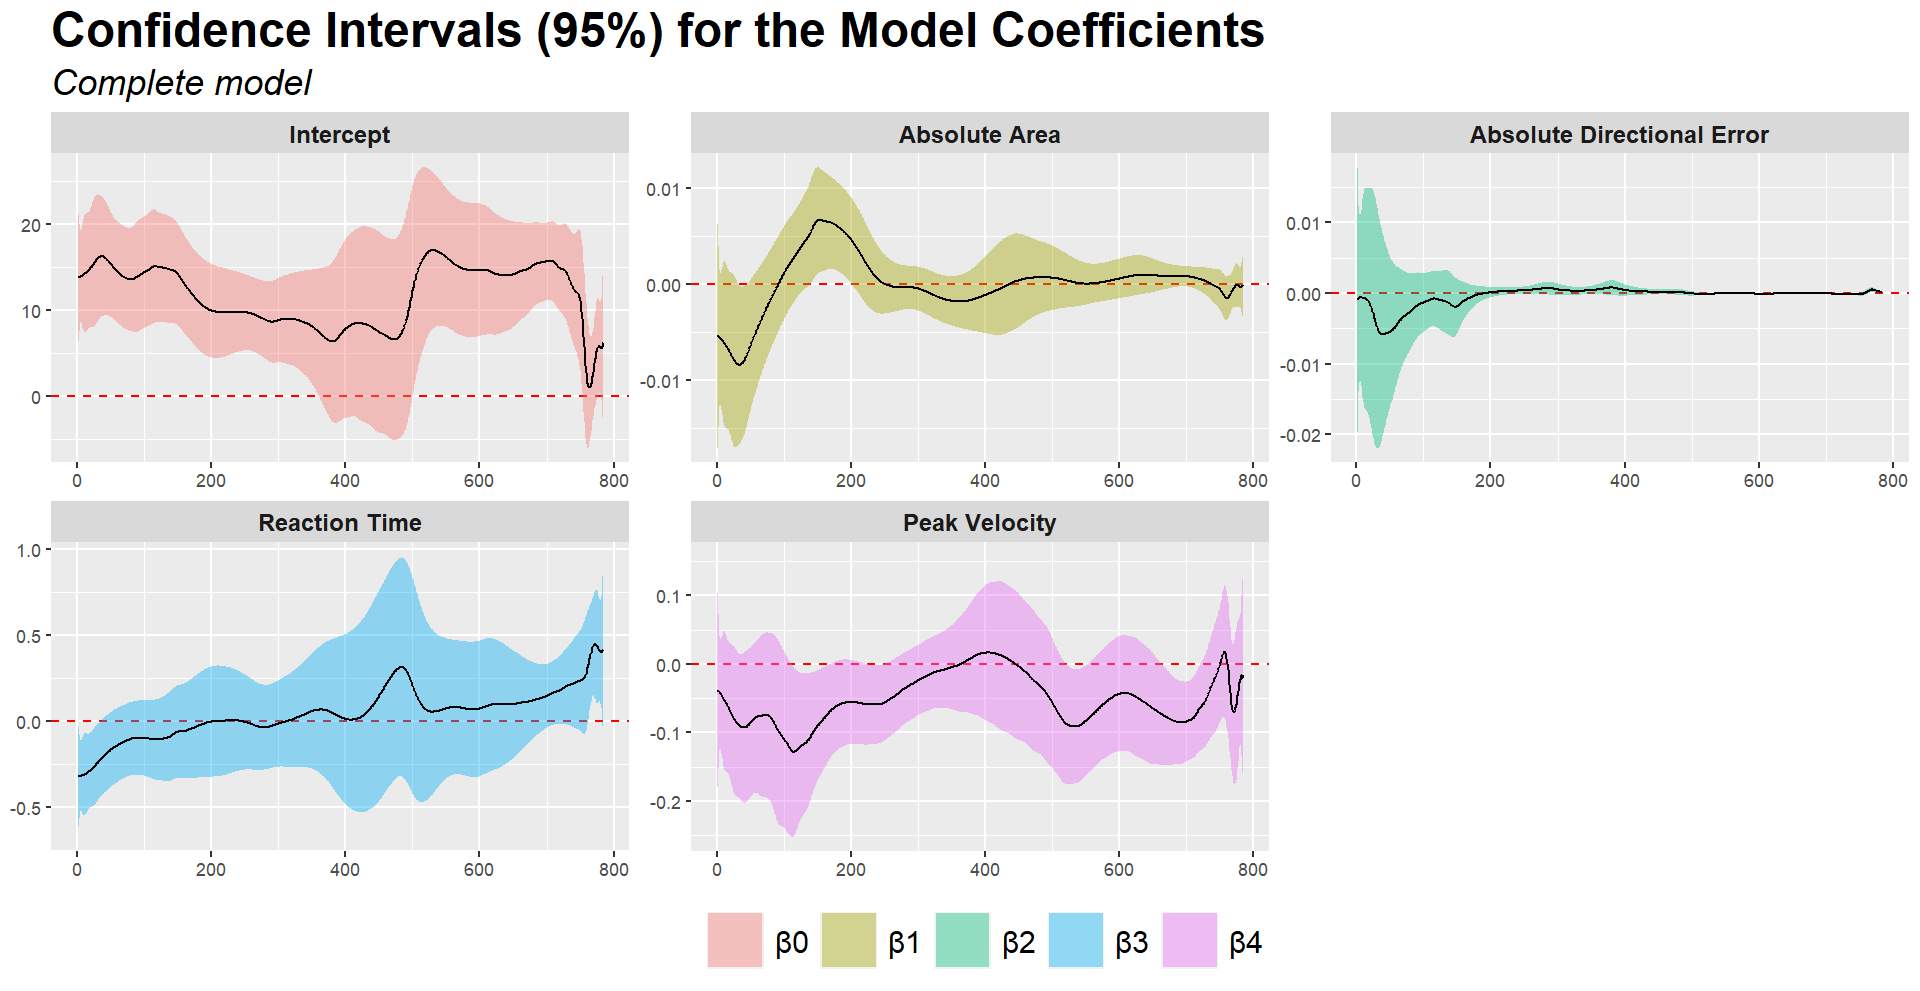 Confidence Intervals (95%) for the Model Coefficients
Complete model
Intercept
Absolute Area
Absolute Directional Error
20
10
0
0.01
0.00
-0.01
0.01
0.00
-0.01
-0.02
0 200 400 600 800
0 200 400 600 800
0 200 400 600 800
Reaction Time
Peak Velocity
1.0
0.5
0.0
-0.5
0.1
0.0
-0.1
-0.2
0 200 400 600 800
0 200 400 600 800
β0 β1 β2 β3 β4